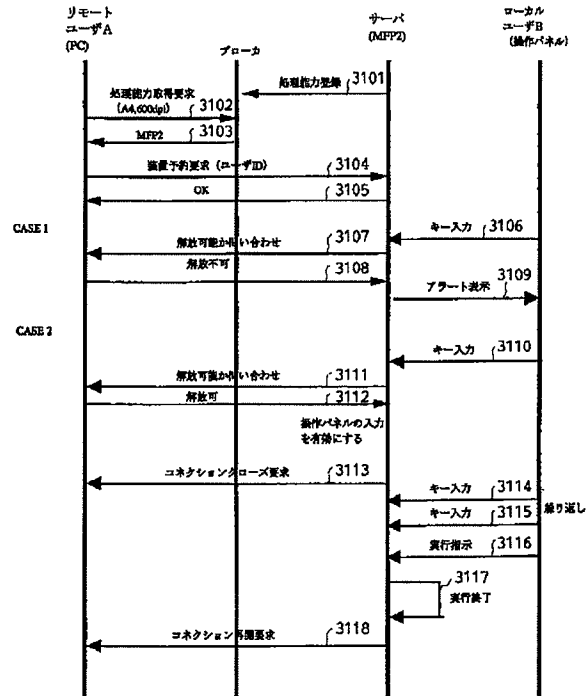 リモート
ユーザA
(PC)
ブローカ
サーバ
(MFP2)
ローカル
ユーザB
(操作パネル)
処理能力登録
3101
処理能力取得要求
(A4,600dpi)
3102
MFP2
3103
装置予約要求（ユーザID）
3104
OK
3105
CASE 1
キー入力
3106
解放可能か問い合わせ
3107
解放不可
3108
アラート表示
3109
CASE 2
キー入力
3110
解放可能か問い合わせ
3111
解放可
3112
操作パネルの入力
を有効にする
コネクションクローズ要求
3113
キー入力
3114
キー入力
3115
繰り返し
実行指示
3116
3117
実行終了
コネクション再開要求
3118